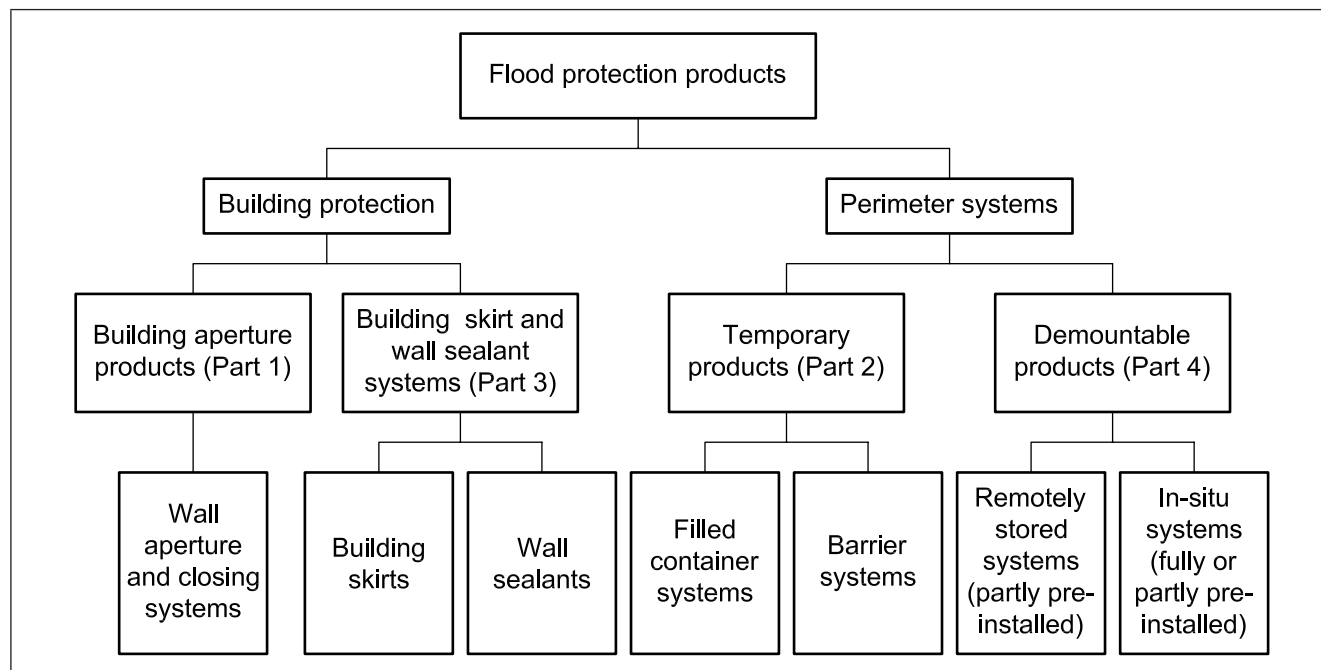 Flood protection products
Building protection
Perimeter systems
Building aperture
products (Part 1)
Building skirt and
wall sealant
systems (Part 3)
Temporary
products (Part 2)
Demountable
products (Part 4)
Wall
aperture
and closing
systems
Building
skirts
Wall
sealants
Filled
container
systems
Barrier
systems
Remotely
stored
systems
(partly pre-
installed)
In-situ
systems
(fully or
partly pre-
installed)